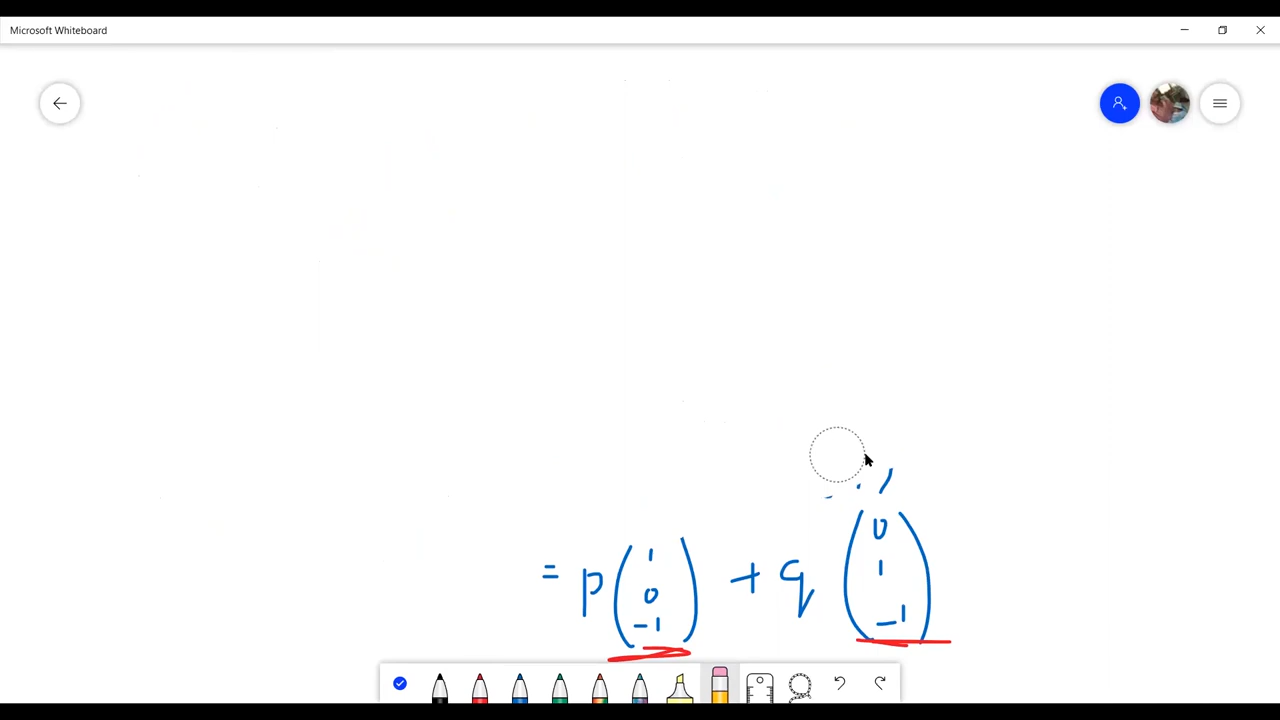 Microsoft Whiteboard
= p ( 1 0 -1 ) + q ( 0 1 -1 )